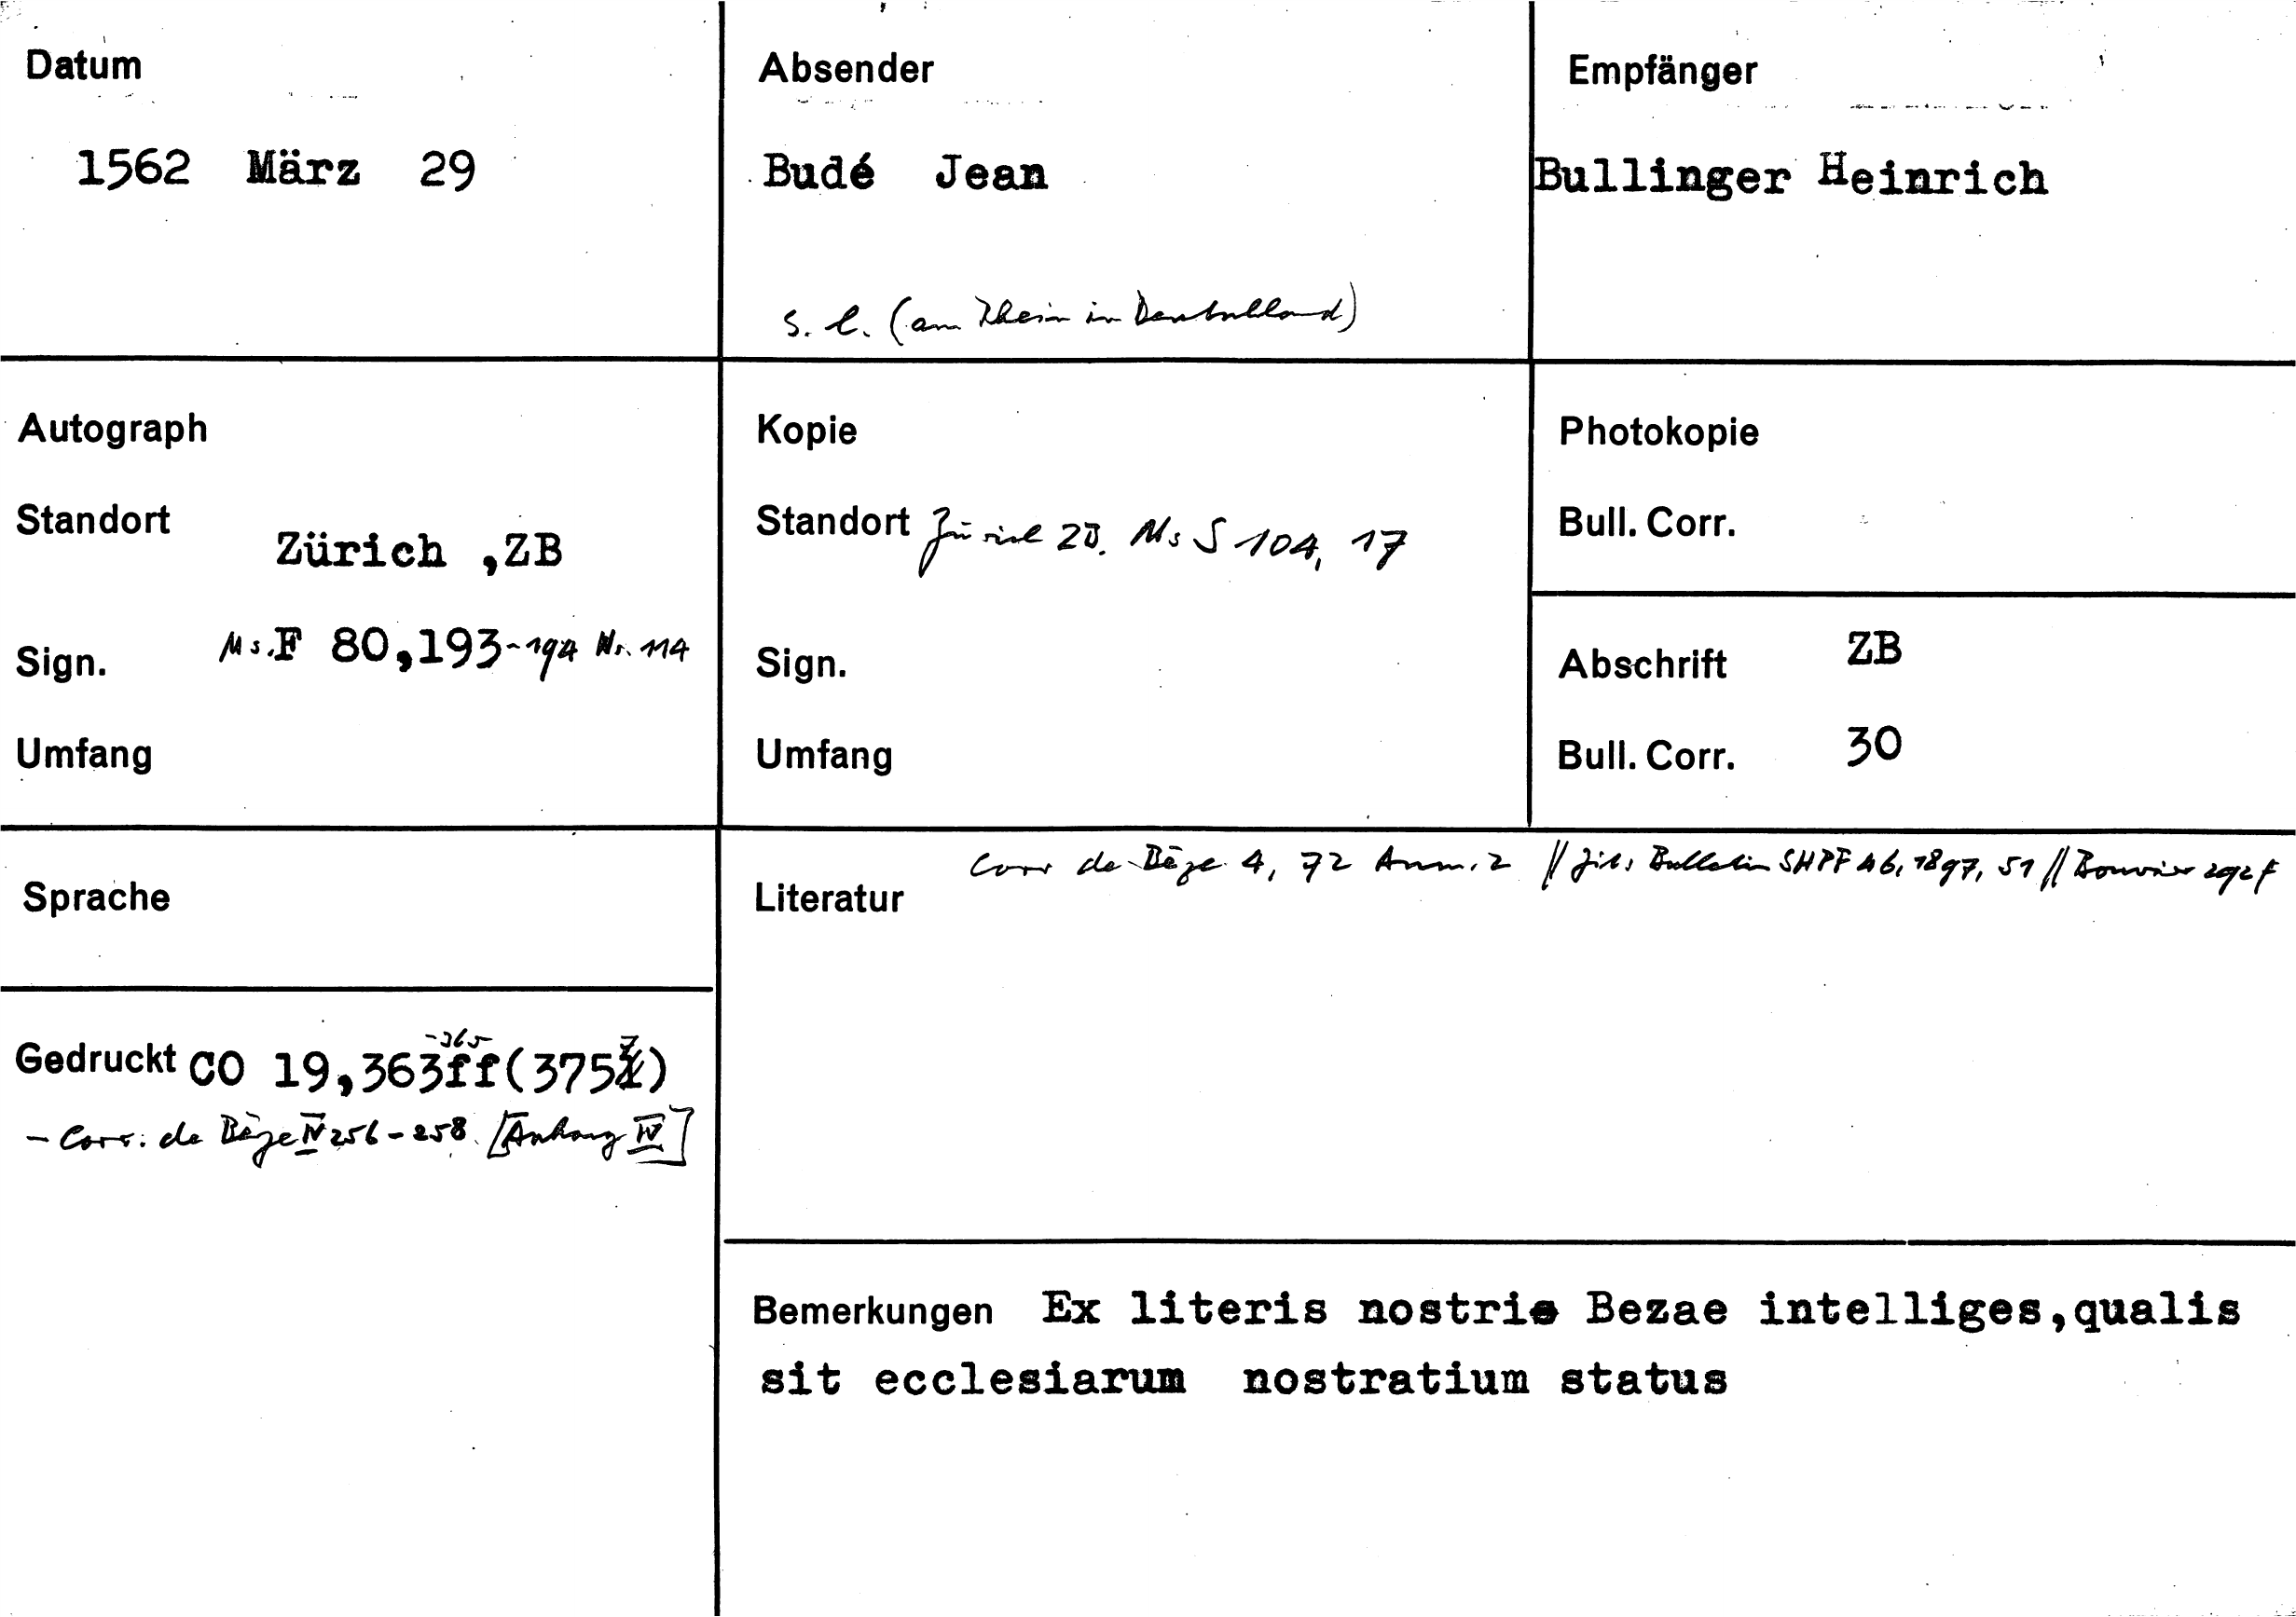 Datum
1562 März 29
Absender
Budé Jean
s. l. (am Rhein in Deutschland)
Empfänger
Bullinger Heinrich
Autograph
Standort Zürich ,ZB
Sign. Ms.F 80,193-194 Nr. 114
Umfang
Kopie
Standort Zürich ZB. Ms S 104, 17
Sign.
Umfang
Photokopie
Bull. Corr.
Abschrift ZB
Bull. Corr. 30
Sprache
Gedruckt CO 19,363ff(3757)
-365
- Corr. de Bèze IV 256-258. [Anhang IV]
Literatur Corr de Bèze 4, 72 Anm. 2 // zit. Bulletin SHPF 46, 1897, 51 // Bouvier 292 f
Bemerkungen Ex literis nostris Bezae intelliges,qualis
sit ecclesiarum nostratium status